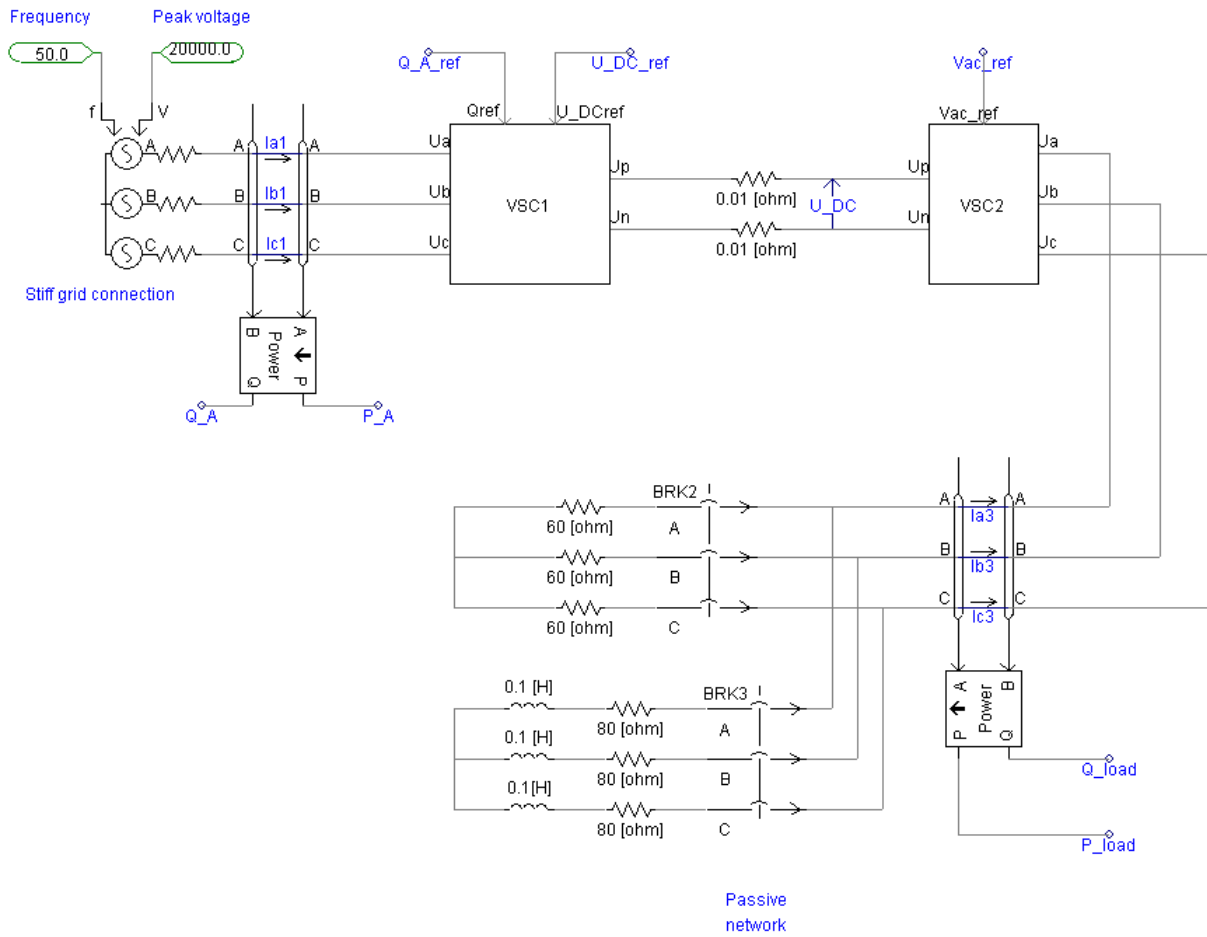 Frequency
Peak voltage
50.0
20000.0
Q_A_ref
U_DC_ref
Vac_ref
f
V
Qref
U_DCref
Vac_ref
A
A
Ia1
A
Ua
Ua
Up
Up
B
B
Ib1
B
Ub
VSC1
0.01 [ohm]
U_DC
VSC2
Ub
Un
Un
C
C
Ic1
C
Uc
0.01 [ohm]
Uc
Stiff grid connection
B
A
Power
Q
P
Q_A
P_A
BRK2
A
A
60 [ohm]
A
Ia3
B
B
60 [ohm]
B
Ib3
C
C
60 [ohm]
C
Ic3
0.1 [H]
BRK3
A
B
Power
80 [ohm]
A
P
Q
0.1 [H]
80 [ohm]
B
Q_load
0.1[H]
80 [ohm]
C
P_load
Passive
network